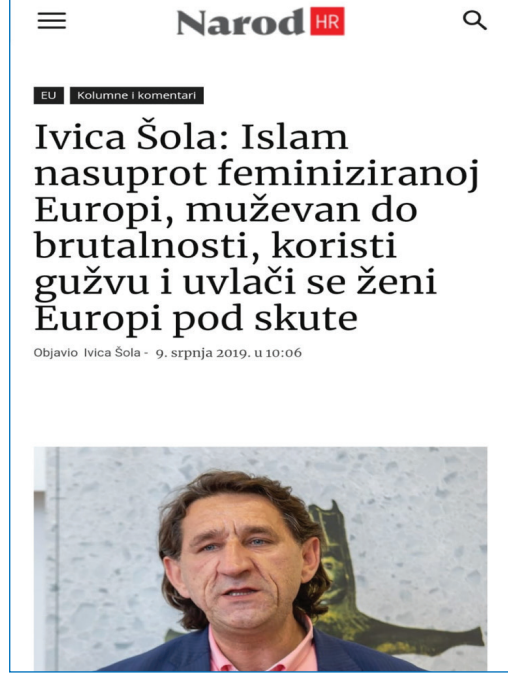 Narod HR
EU Kolumne i komentari
Ivica Šola: Islam
nasuprot feminiziranoj
Europi, muževan do
brutalnosti, koristi
gužvu i uvlači se ženi
Europi pod skute
Objavio Ivica Šola - 9. srpnja 2019. u 10:06